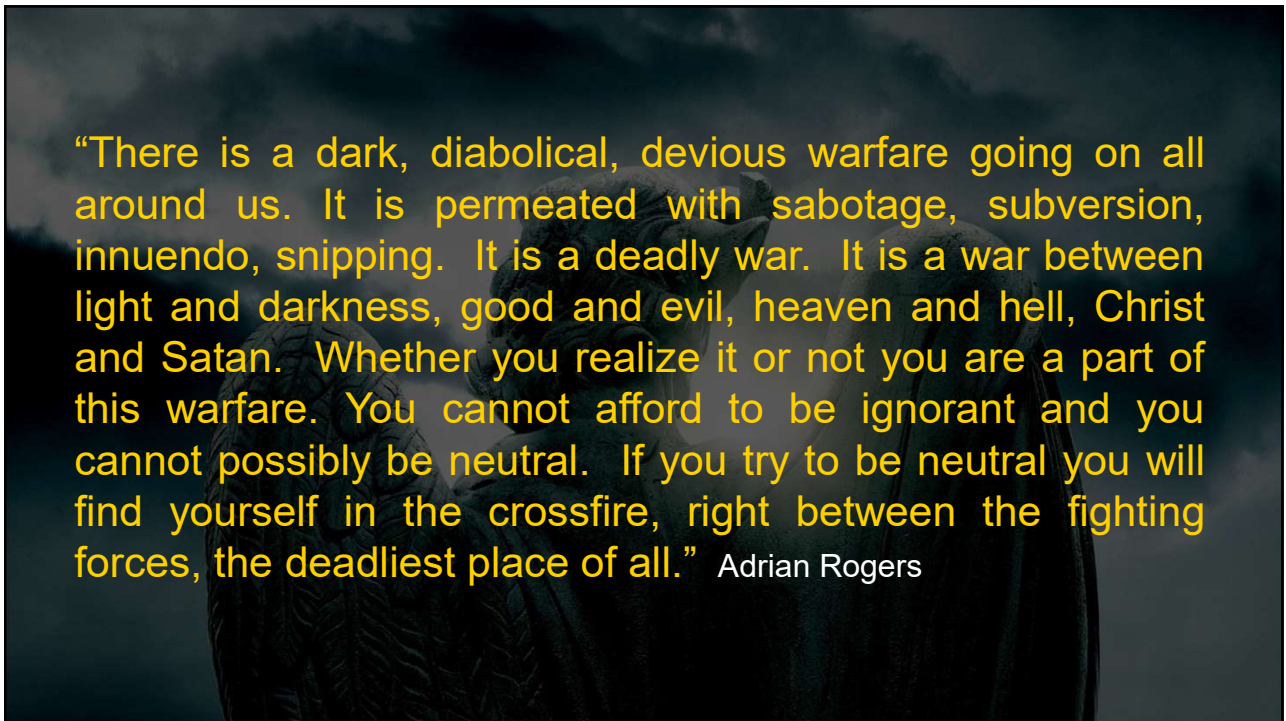 “There is a dark, diabolical, devious warfare going on all
around us. It is permeated with sabotage, subversion,
innuendo, snipping.  It is a deadly war.  It is a war between
light and darkness, good and evil, heaven and hell, Christ
and Satan.  Whether you realize it or not you are a part of
this warfare. You cannot afford to be ignorant and you
cannot possibly be neutral.  If you try to be neutral you will
find yourself in the crossfire, right between the fighting
forces, the deadliest place of all.”  Adrian Rogers